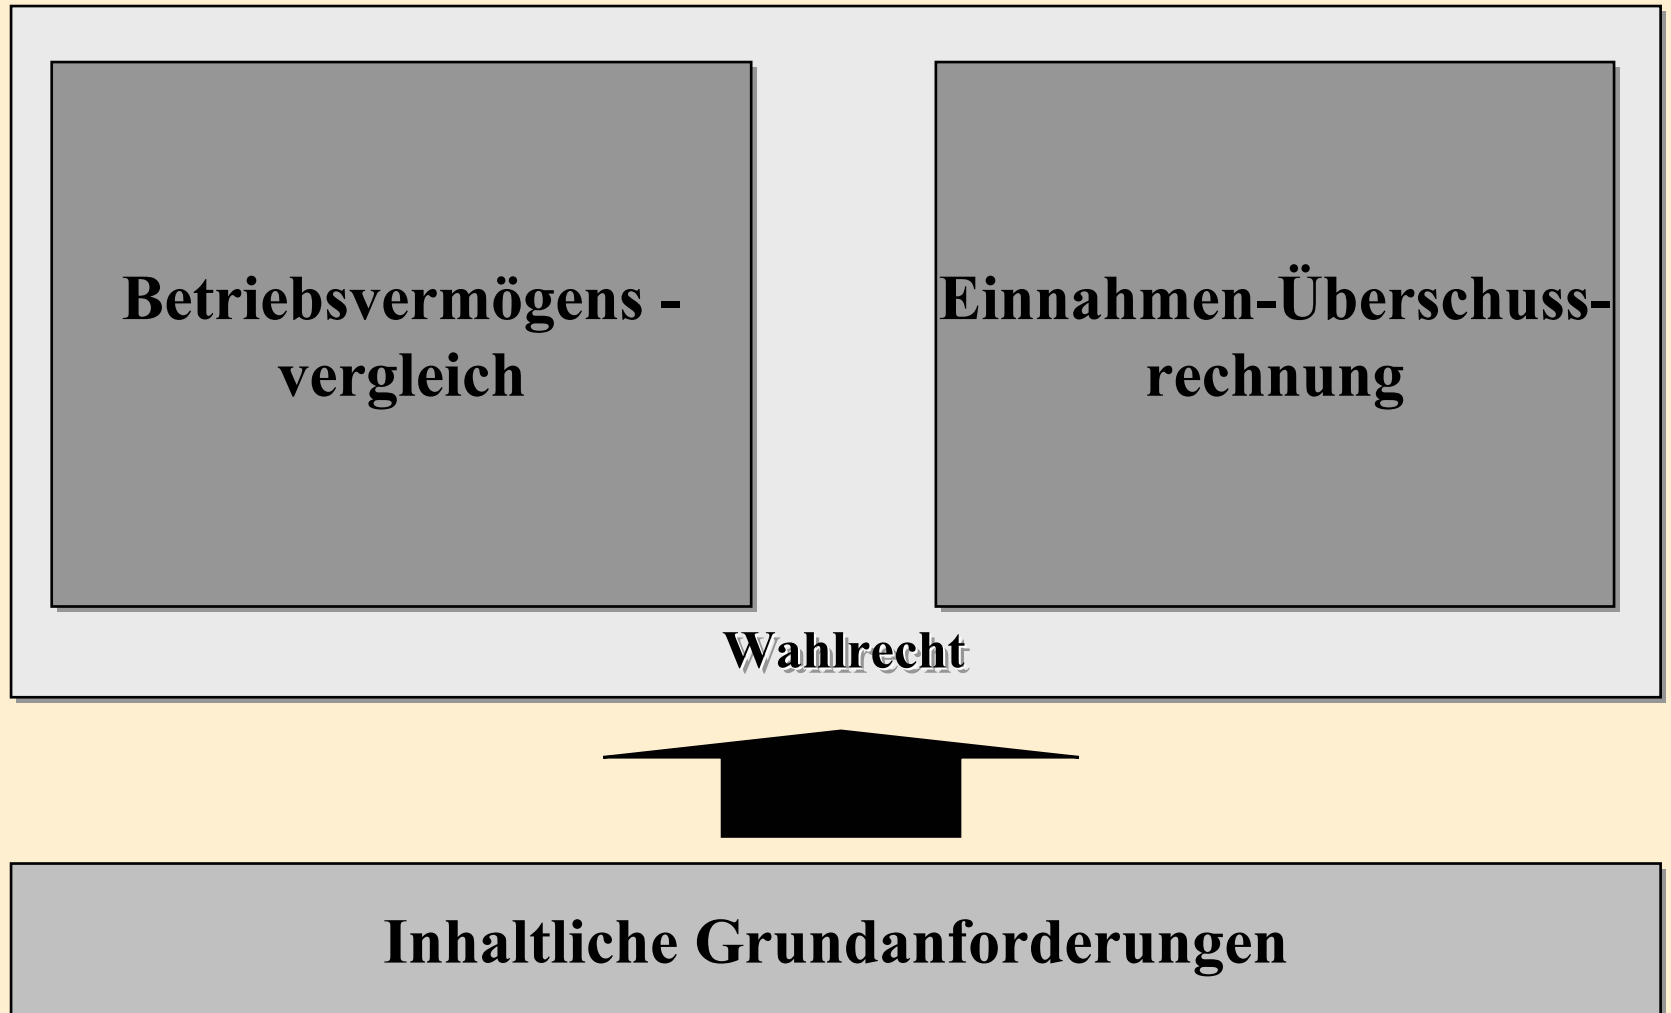 Betriebsvermögens -
vergleich
Einnahmen-Überschuss-
rechnung
Wahlrecht
Inhaltliche Grundanforderungen